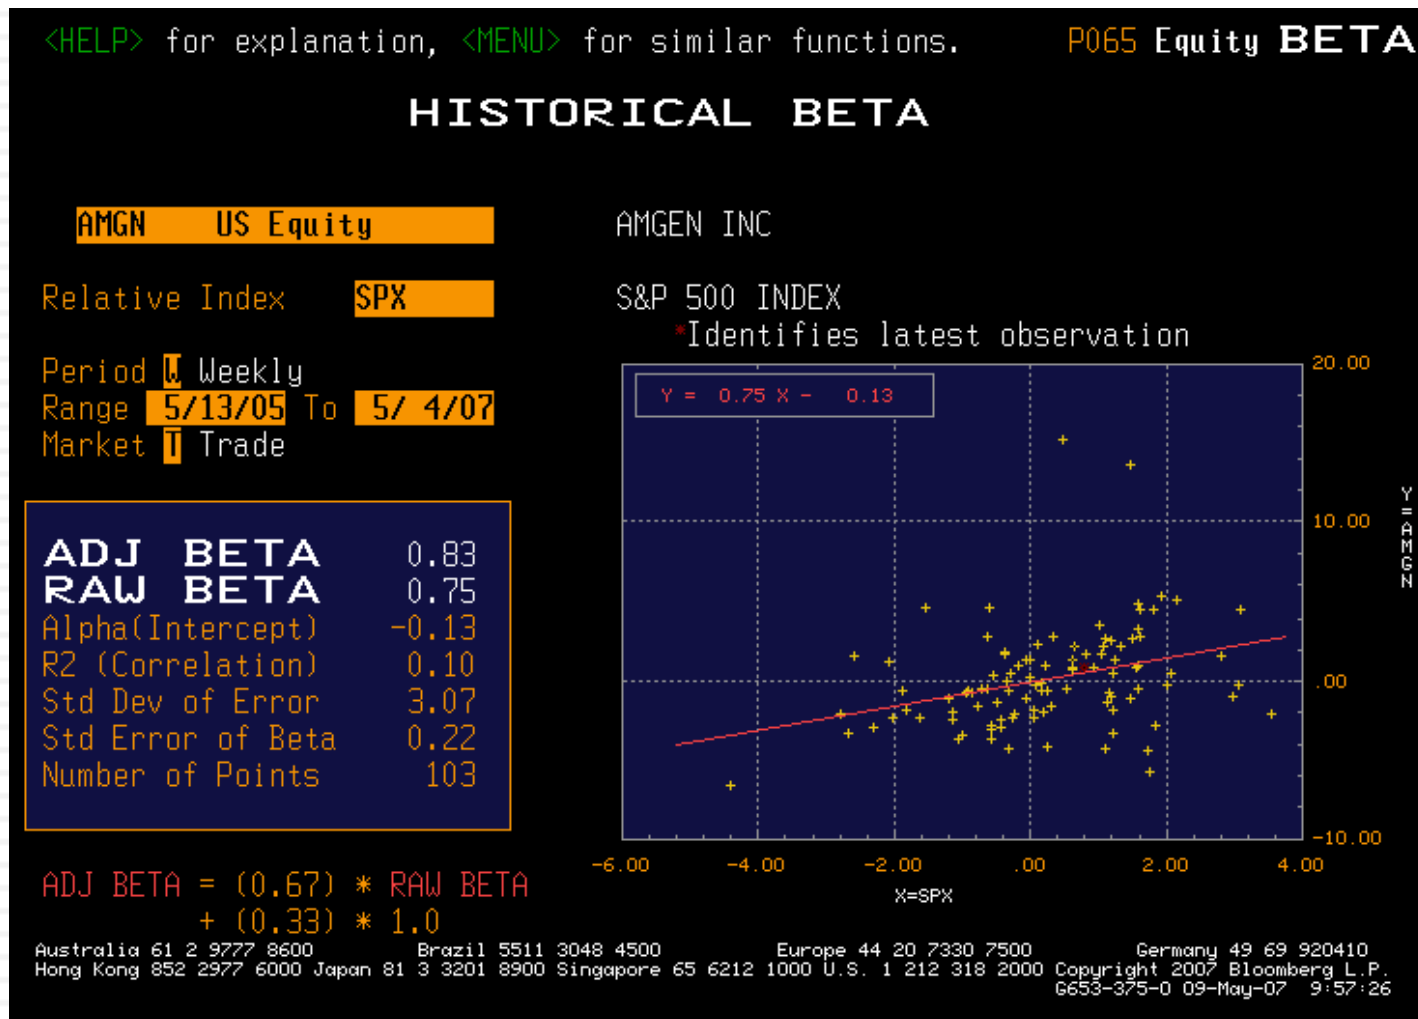 <HELP> for explanation, <MENU> for similar functions. P065 Equity BETA
HISTORICAL BETA
AMGN US Equity AMGEN INC
Relative Index SPX S&P 500 INDEX
*Identifies latest observation
Period W Weekly
Range 5/13/05 To 5/ 4/07
Market T Trade
Y = 0.75 X - 0.13
20.00
10.00
.00
-10.00
Y=AMGN
ADJ BETA 0.83
RAW BETA 0.75
Alpha(Intercept) -0.13
R2 (Correlation) 0.10
Std Dev of Error 3.07
Std Error of Beta 0.22
Number of Points 103
-6.00 -4.00 -2.00 .00 2.00 4.00
X=SPX
ADJ BETA = (0.67) * RAW BETA
+ (0.33) * 1.0
Australia 61 2 9777 8600 Brazil 5511 3048 4500 Europe 44 20 7330 7500 Germany 49 69 920410
Hong Kong 852 2977 6000 Japan 81 3 3201 8900 Singapore 65 6212 1000 U.S. 1 212 318 2000 Copyright 2007 Bloomberg L.P.
G653-375-0 09-May-07 9:57:26